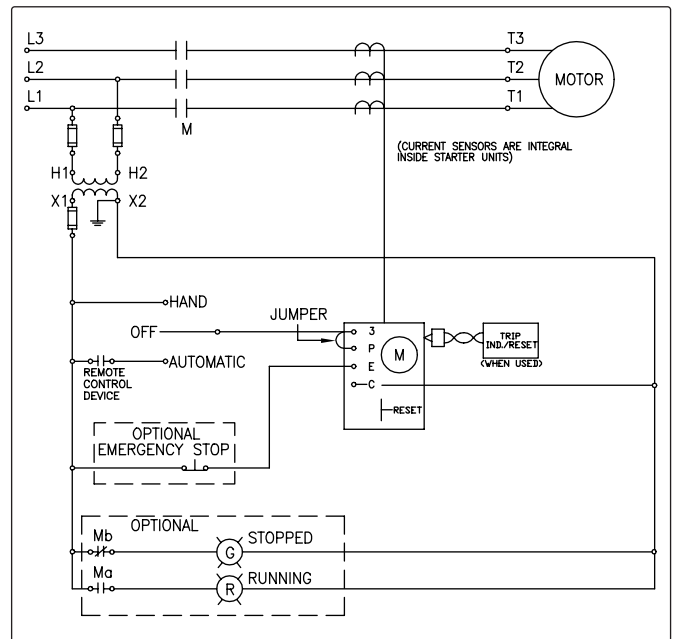 L3
T3
L2
T2
MOTOR
L1
T1
M
(CURRENT SENSORS ARE INTEGRAL
INSIDE STARTER UNITS)
H1
H2
X1
X2
HAND
JUMPER
OFF
3
P
M
TRIP
IND./RESET
(WHEN USED)
AUTOMATIC
E
REMOTE
CONTROL
DEVICE
C
RESET
OPTIONAL
EMERGENCY STOP
OPTIONAL
Mb
STOPPED
G
Ma
RUNNING
R